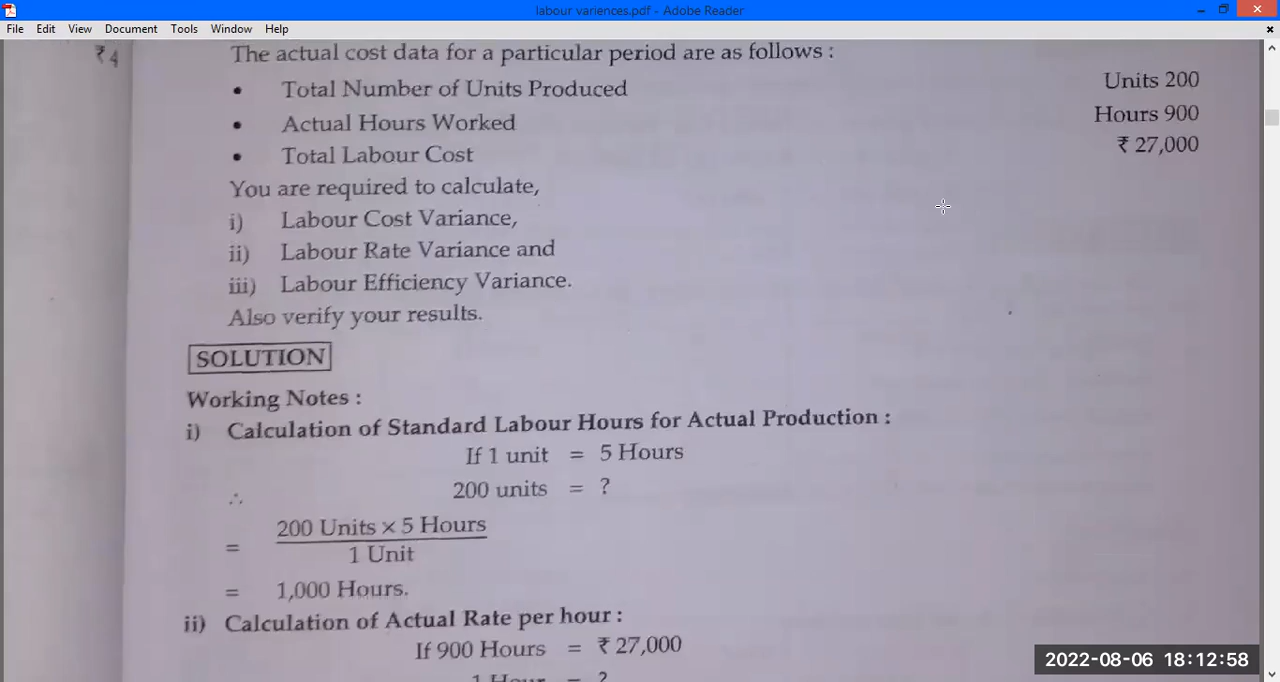 labour variences.pdf - Adobe Reader
File Edit View Document Tools Window Help
₹4
The actual cost data for a particular period are as follows :
• Total Number of Units Produced Units 200
• Actual Hours Worked Hours 900
• Total Labour Cost ₹ 27,000
You are required to calculate,
i) Labour Cost Variance,
ii) Labour Rate Variance and
iii) Labour Efficiency Variance.
Also verify your results.
SOLUTION
Working Notes :
i) Calculation of Standard Labour Hours for Actual Production :
If 1 unit = 5 Hours
∴ 200 units = ?
= 200 Units × 5 Hours
1 Unit
= 1,000 Hours.
ii) Calculation of Actual Rate per hour :
If 900 Hours = ₹ 27,000
1 Hour = ?
2022-08-06 18:12:58